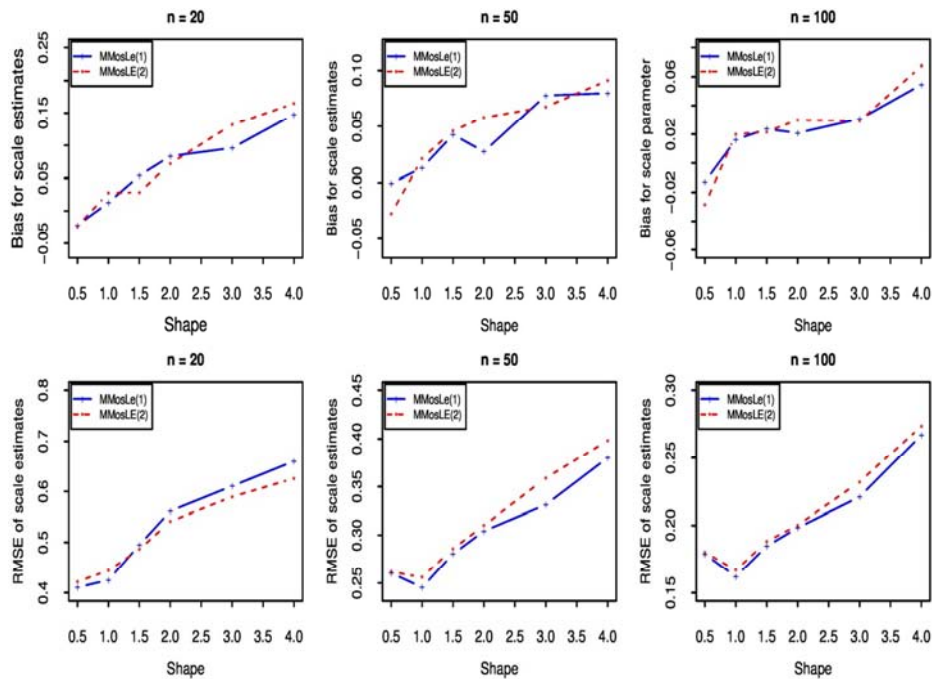 n = 20
MMosLe(1)
MMosLE(2)
Bias for scale estimates
-0.05
0.05
0.15
0.25
0.5 1.0 1.5 2.0 2.5 3.0 3.5 4.0
Shape
n = 50
MMosLe(1)
MMosLE(2)
Bias for scale estimates
-0.05
0.00
0.05
0.10
0.5 1.0 1.5 2.0 2.5 3.0 3.5 4.0
Shape
n = 100
MMosLe(1)
MMosLE(2)
Bias for scale parameter
-0.06
-0.02
0.02
0.06
0.5 1.0 1.5 2.0 2.5 3.0 3.5 4.0
Shape
n = 20
MMosLe(1)
MMosLE(2)
RMSE of scale estimates
0.4
0.5
0.6
0.7
0.8
0.5 1.0 1.5 2.0 2.5 3.0 3.5 4.0
Shape
n = 50
MMosLe(1)
MMosLE(2)
RMSE of scale estimates
0.25
0.30
0.35
0.40
0.45
0.5 1.0 1.5 2.0 2.5 3.0 3.5 4.0
Shape
n = 100
MMosLe(1)
MMosLE(2)
RMSE of scale estimates
0.15
0.20
0.25
0.30
0.5 1.0 1.5 2.0 2.5 3.0 3.5 4.0
Shape